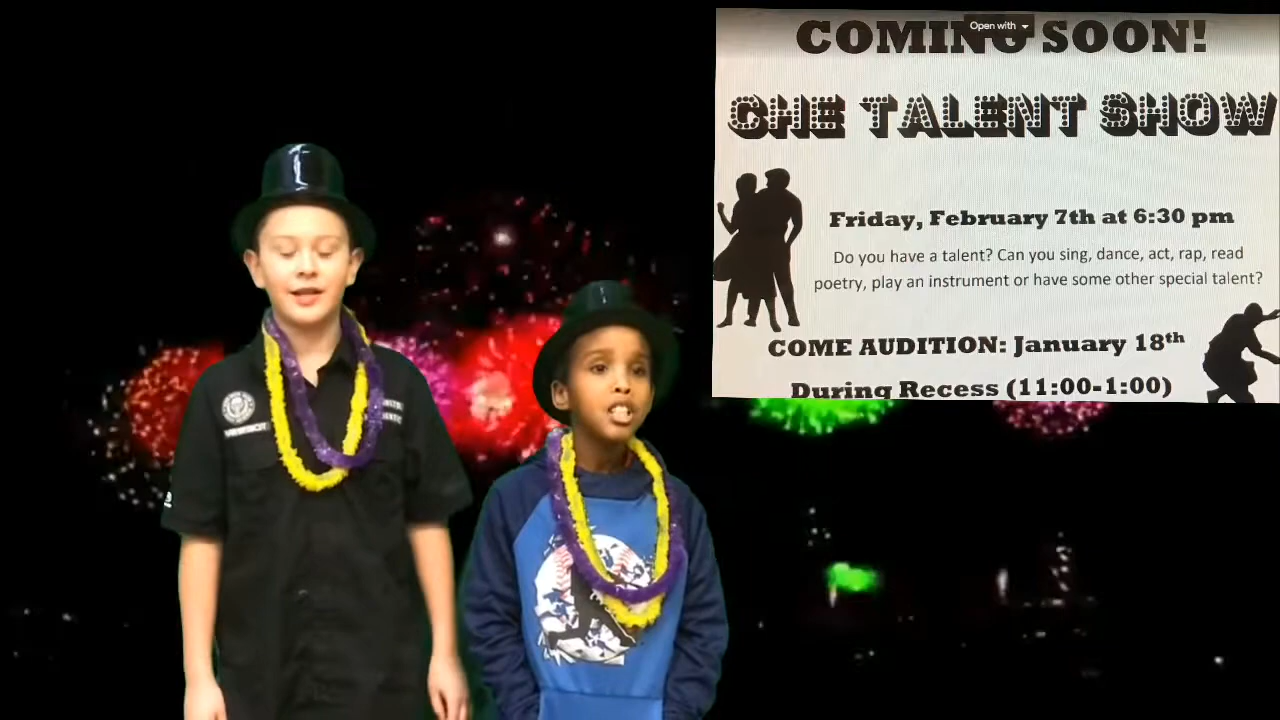 Open with
COMING SOON!
CHE TALENT SHOW
Friday, February 7th at 6:30 pm
Do you have a talent? Can you sing, dance, act, rap, read
poetry, play an instrument or have some other special talent?
COME AUDITION: January 18th
During Recess (11:00-1:00)